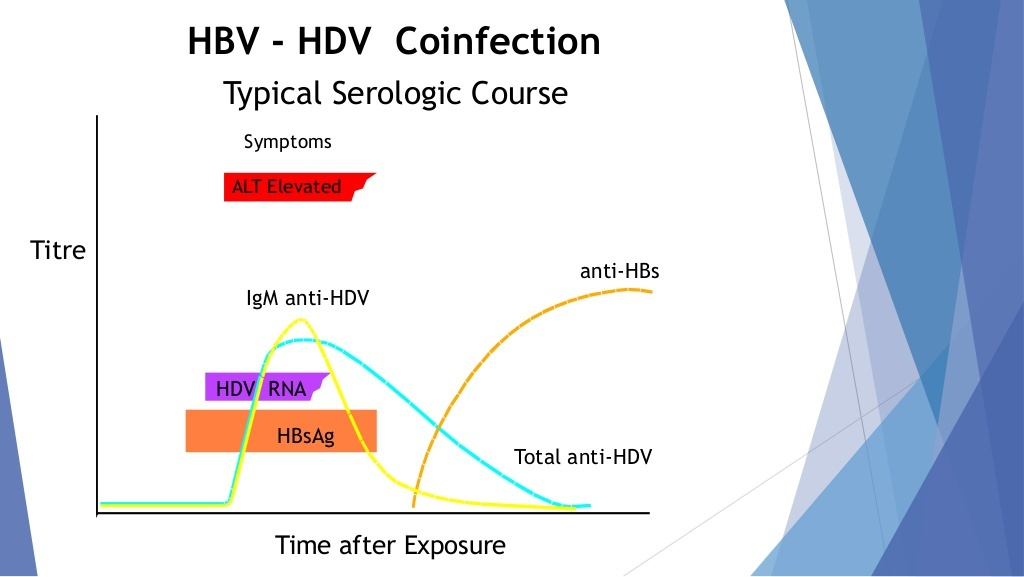 HBV - HDV Coinfection
Typical Serologic Course
Symptoms
ALT Elevated
Titre
anti-HBs
IgM anti-HDV
HDV RNA
HBsAg
Total anti-HDV
Time after Exposure